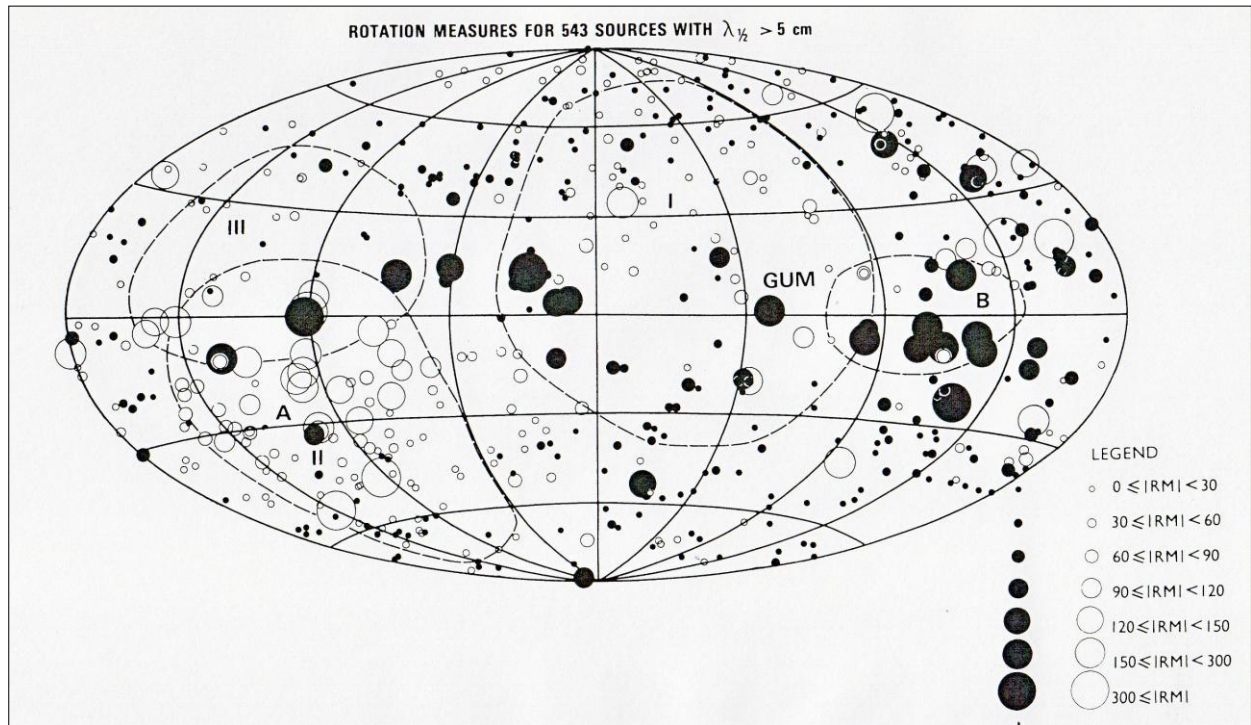 ROTATION MEASURES FOR 543 SOURCES WITH λ½ > 5 cm
I
III
GUM
B
A
II
LEGEND
0 ≤ |RM| < 30
30 ≤ |RM| < 60
60 ≤ |RM| < 90
90 ≤ |RM| < 120
120 ≤ |RM| < 150
150 ≤ |RM| < 300
300 ≤ |RM|